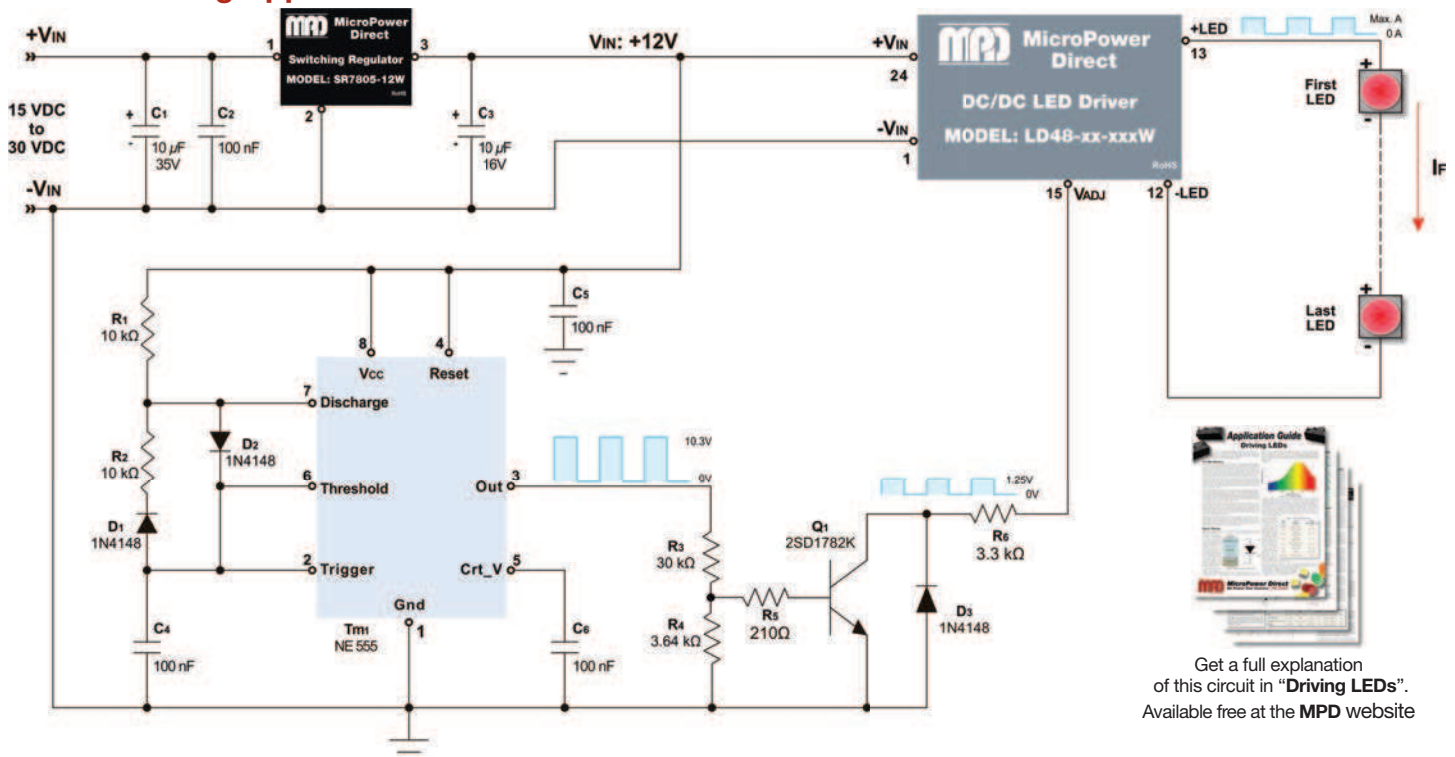 +VIN
15 VDC
to
30 VDC
-VIN
+ C1
-
10 µF
35V
C2
100 nF
1
MPD MicroPower
Direct
Switching Regulator
MODEL: SR7805-12W
RoHS
3
2
+ C3
-
10 µF
16V
VIN: +12V
+VIN
24
-VIN
1
MPD MicroPower
Direct
DC/DC LED Driver
MODEL: LD48-xx-xxxW
RoHS
+LED
13
15 VADJ
12 -LED
Max. A
0 A
+
First
LED
-
IF
+
Last
LED
-
R1
10 kΩ
R2
10 kΩ
D1
1N4148
D2
1N4148
C4
100 nF
C5
100 nF
8
Vcc
4
Reset
7
Discharge
6
Threshold
2
Trigger
3
Out
5
Crt_V
Gnd
1
Tm1
NE 555
C6
100 nF
10.3V
0V
R3
30 kΩ
R4
3.64 kΩ
R5
210Ω
Q1
2SD1782K
1.25V
0V
R6
3.3 kΩ
D3
1N4148
Application Guide
Driving LEDs
MPD MicroPower Direct
Get a full explanation
of this circuit in “Driving LEDs”.
Available free at the MPD website